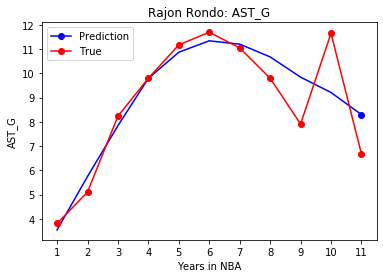 Rajon Rondo: AST_G
Prediction
True
12
11
10
9
8
7
6
5
4
AST_G
1 2 3 4 5 6 7 8 9 10 11
Years in NBA